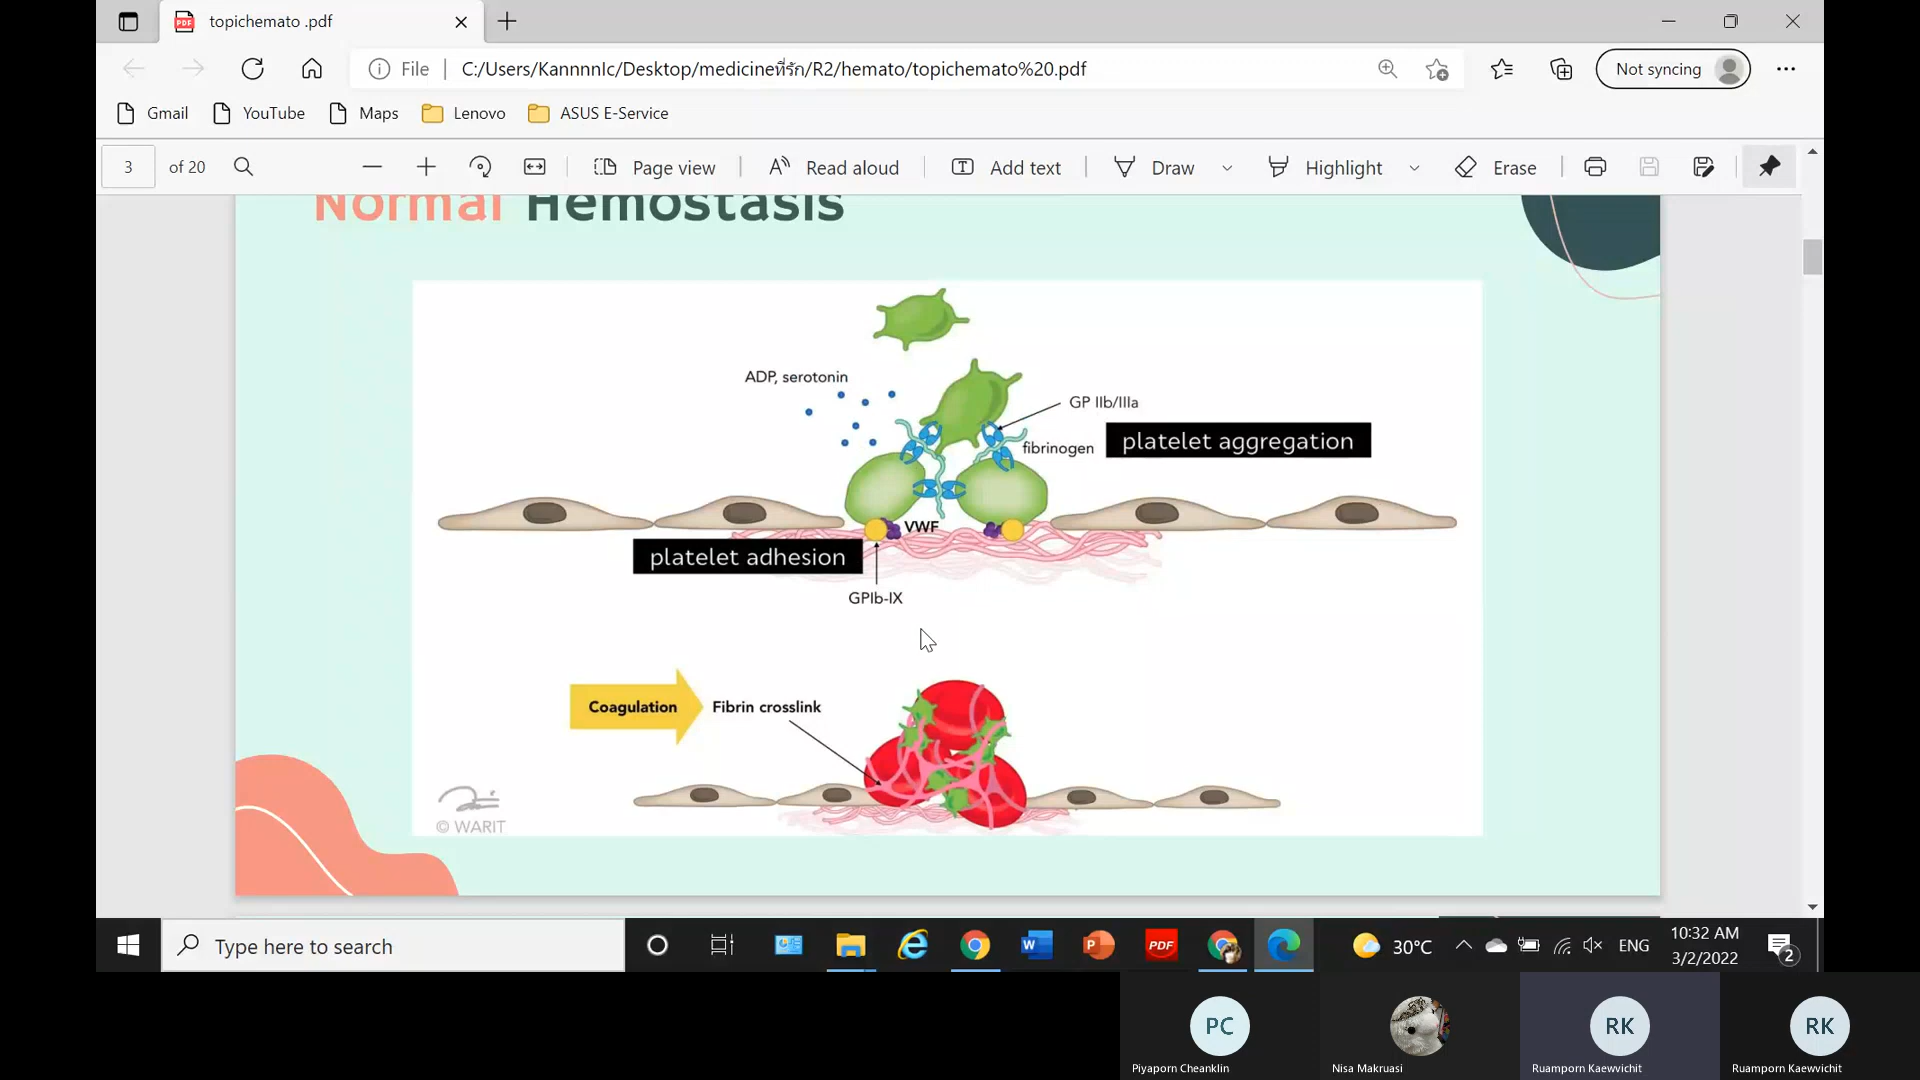 topichemato .pdf
File C:/Users/Kannnnlc/Desktop/medicineที่รัก/R2/hemato/topichemato%20.pdf
Not syncing
Gmail YouTube Maps Lenovo ASUS E-Service
3 of 20 Page view Read aloud Add text Draw Highlight Erase
Normal Hemostasis
ADP, serotonin
GP IIb/IIIa
fibrinogen
platelet aggregation
VWF
platelet adhesion
GPIb-IX
Coagulation
Fibrin crosslink
© WARIT
Type here to search
PDF
30°C ENG
10:32 AM
3/2/2022
2
PC RK RK
Piyaporn Cheanklin Nisa Makruasi Ruamporn Kaewvichit Ruamporn Kaewvichit